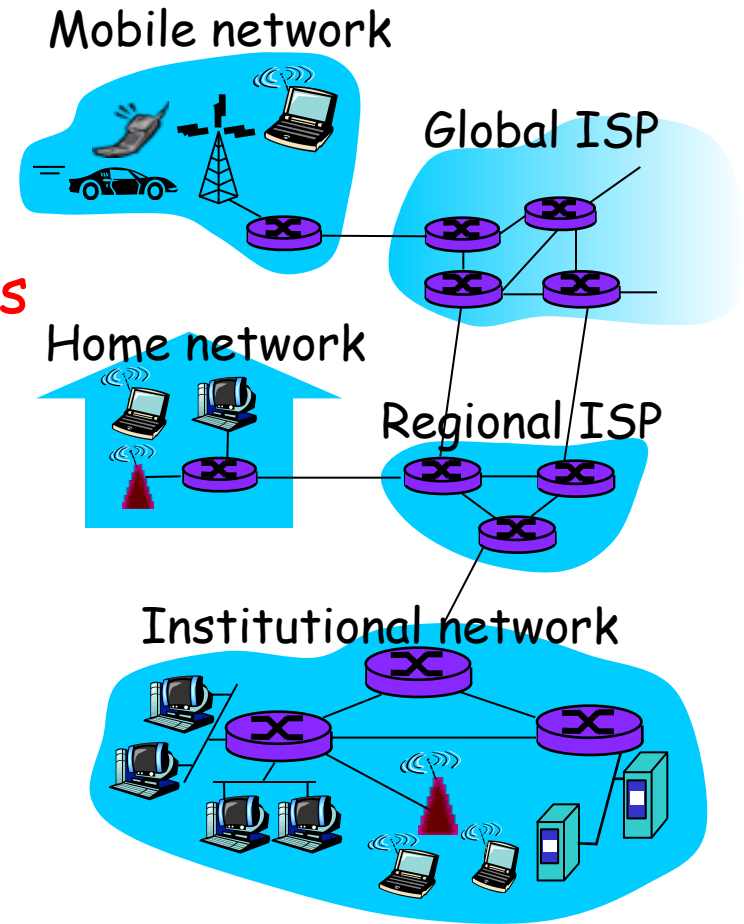 Mobile network
Global ISP
s
Home network
Regional ISP
Institutional network